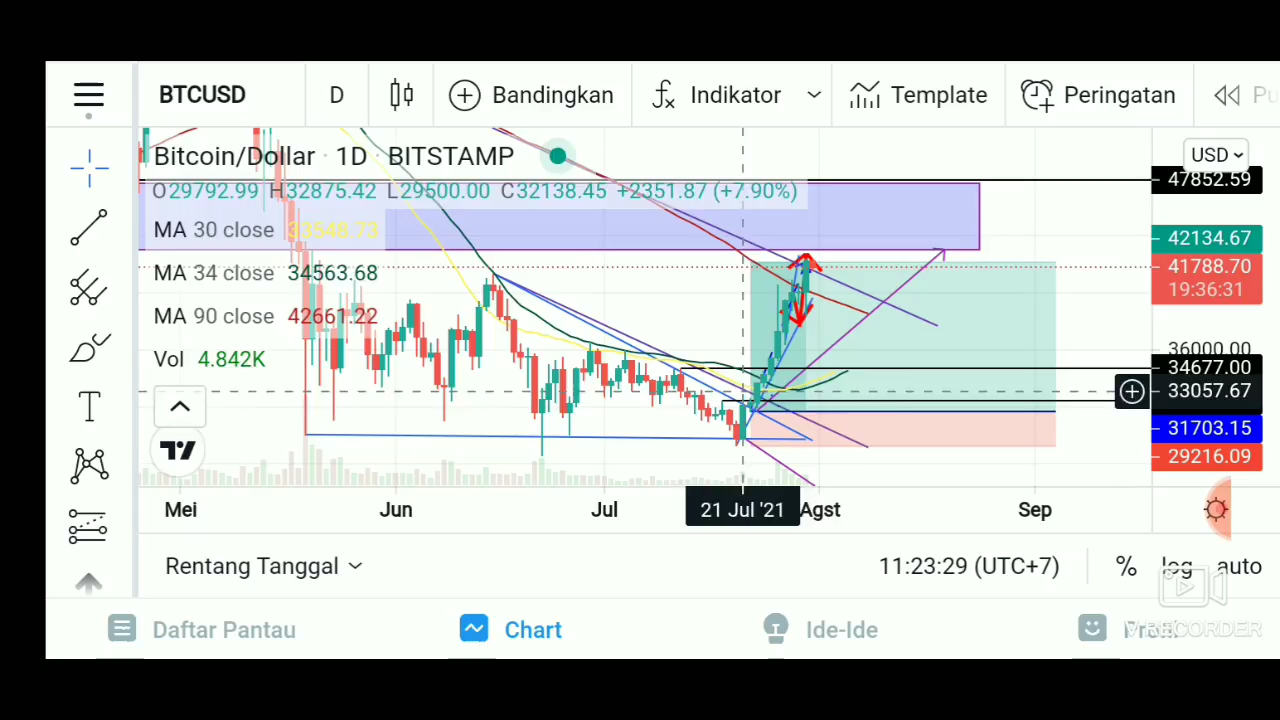 BTCUSD D Bandingkan Indikator Template Peringatan Pu
Bitcoin/Dollar · 1D · BITSTAMP USD
47852.59
O29792.99 H32875.42 L29500.00 C32138.45 +2351.87 (+7.90%)
MA 30 close 33548.73
42134.67
MA 34 close 34563.68
41788.70
19:36:31
MA 90 close 42661.22
36000.00
Vol 4.842K
34677.00
33057.67
31703.15
29216.09
Mei Jun Jul 21 Jul '21 Agst Sep
Rentang Tanggal 11:23:29 (UTC+7) % log auto
Daftar Pantau Chart Ide-Ide
V RECORDER